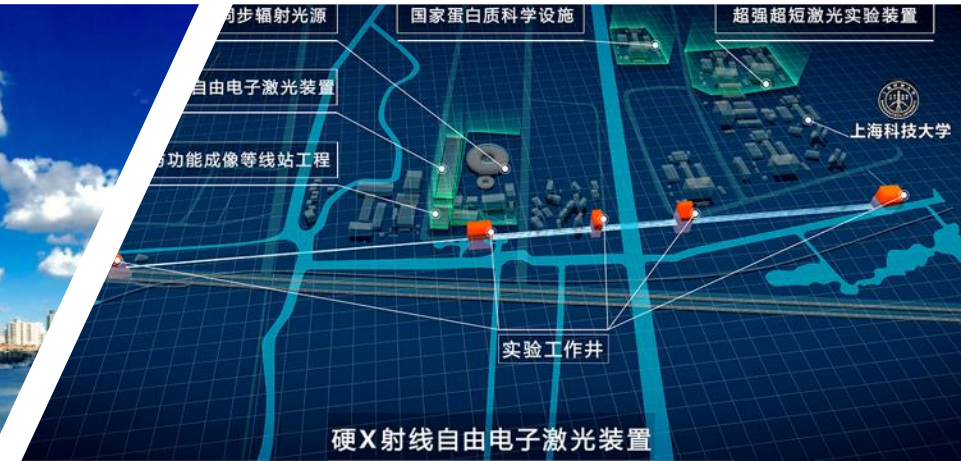 同步辐射光源
国家蛋白质科学设施
超强超短激光实验装置
自由电子激光装置
上海科技大学
与功能成像等线站工程
实验工作井
硬X射线自由电子激光装置